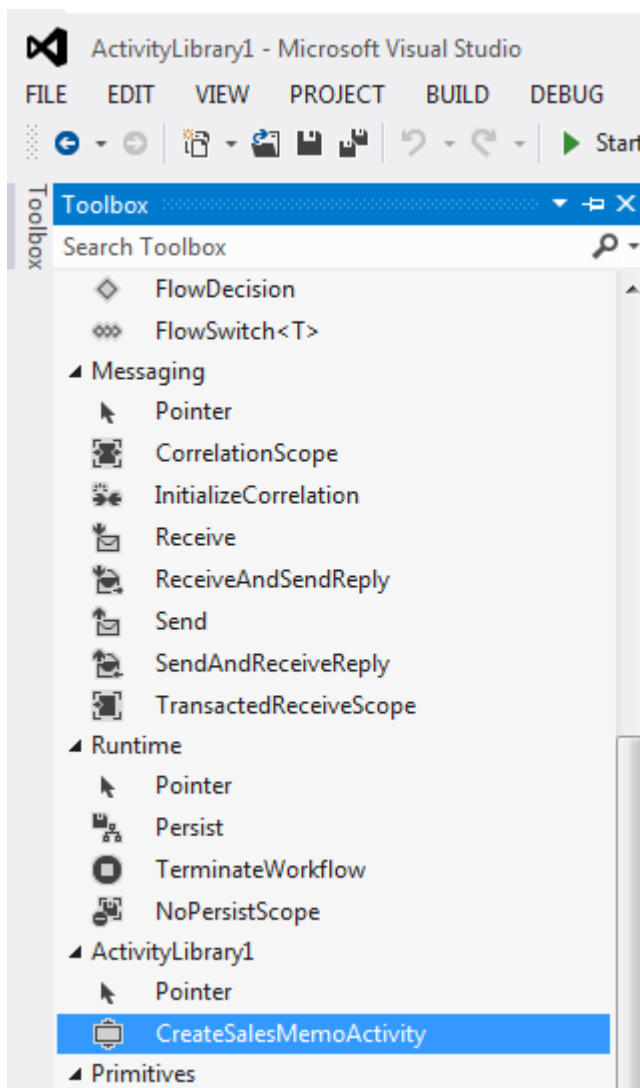 ActivityLibrary1 - Microsoft Visual Studio
FILE EDIT VIEW PROJECT BUILD DEBUG
Start
Toolbox
Toolbox
Search Toolbox
FlowDecision
FlowSwitch<T>
Messaging
Pointer
CorrelationScope
InitializeCorrelation
Receive
ReceiveAndSendReply
Send
SendAndReceiveReply
TransactedReceiveScope
Runtime
Pointer
Persist
TerminateWorkflow
NoPersistScope
ActivityLibrary1
Pointer
CreateSalesMemoActivity
Primitives